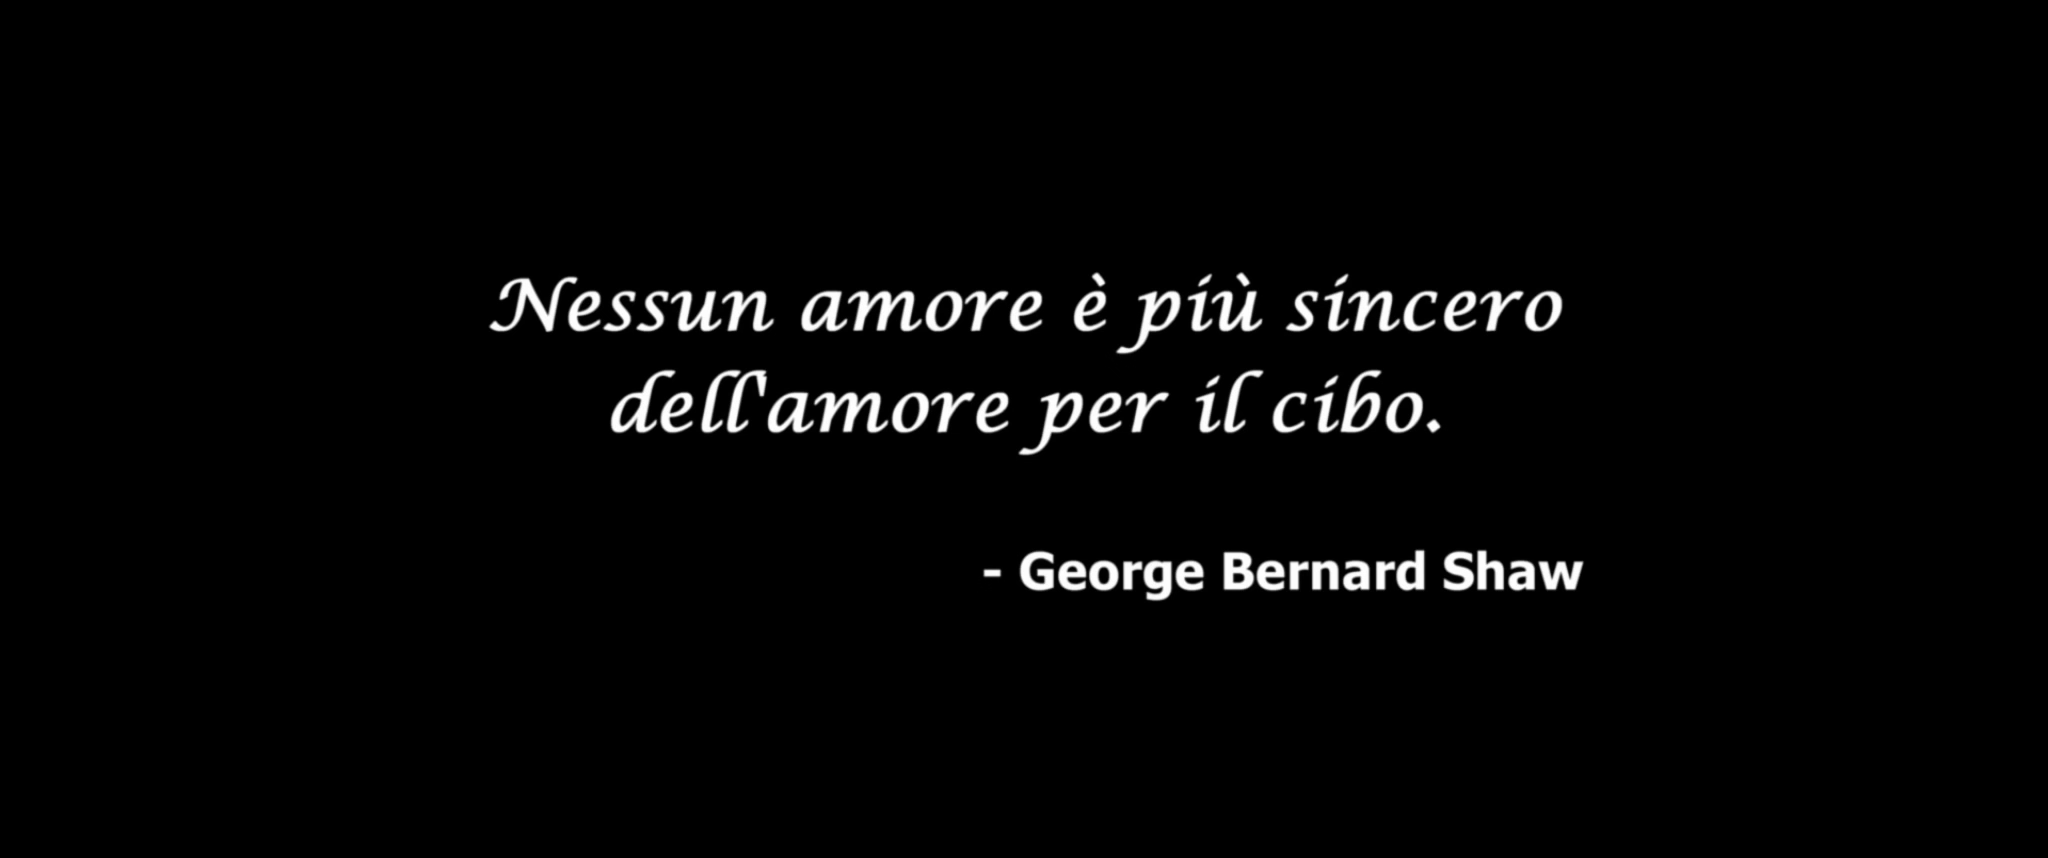 Nessun amore è più sincero
dell'amore per il cibo.
- George Bernard Shaw